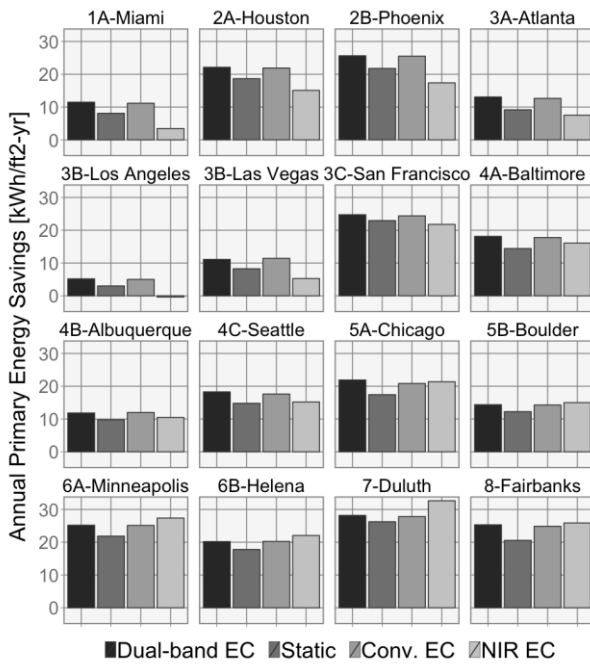 1A-Miami 2A-Houston 2B-Phoenix 3A-Atlanta
30
20
10
0
3B-Los Angeles 3B-Las Vegas 3C-San Francisco 4A-Baltimore
30
20
10
0
4B-Albuquerque 4C-Seattle 5A-Chicago 5B-Boulder
30
20
10
0
6A-Minneapolis 6B-Helena 7-Duluth 8-Fairbanks
30
20
10
0
Annual Primary Energy Savings [kWh/ft2-yr]
Dual-band EC Static Conv. EC NIR EC